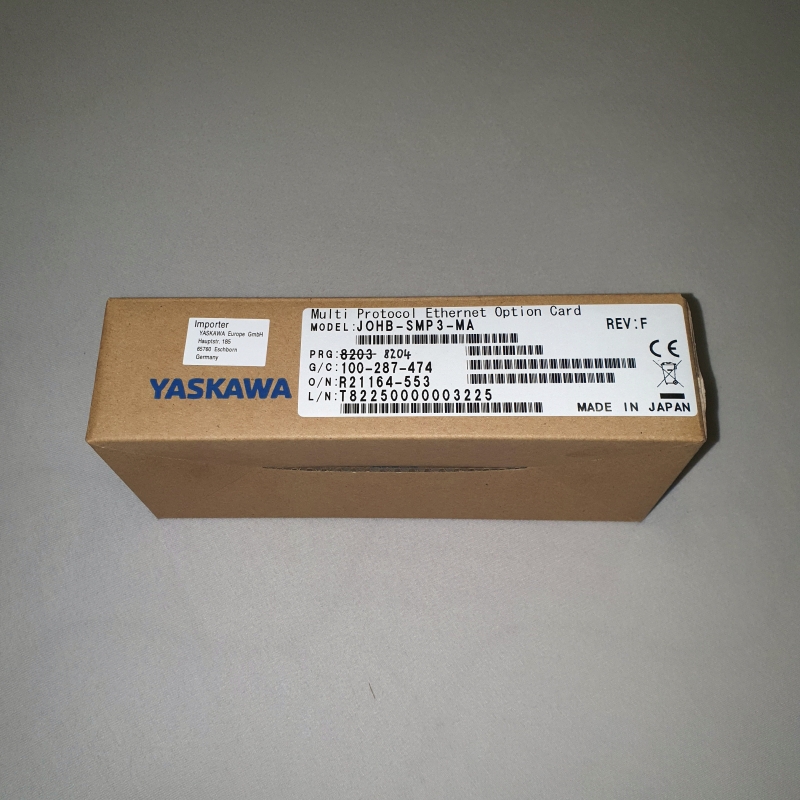 Importer
YASKAWA Europe GmbH
Hauptstr. 185
65760 Eschborn
Germany
YASKAWA
Multi Protocol Ethernet Option Card
MODEL:JOHB-SMP3-MA
REV:F
PRG:8203 8204
G/C:100-287-474
O/N:R21164-553
L/N:T82250000003225
CE
MADE IN JAPAN